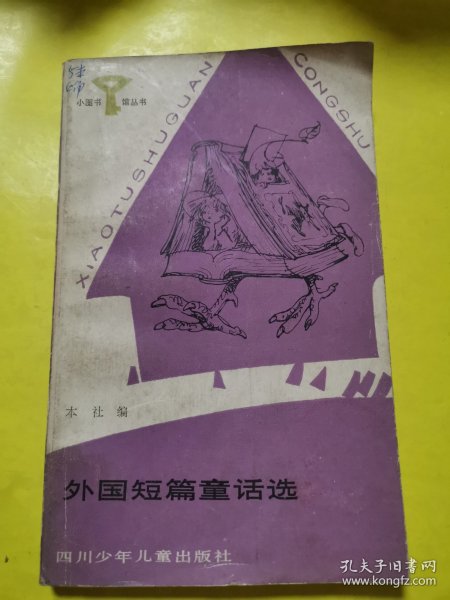 小图书馆丛书
XIAOTUSHUGUAN
CONGSHU
本社编
外国短篇童话选
四川少年儿童出版社
孔夫子旧书网
www.kongfz.com